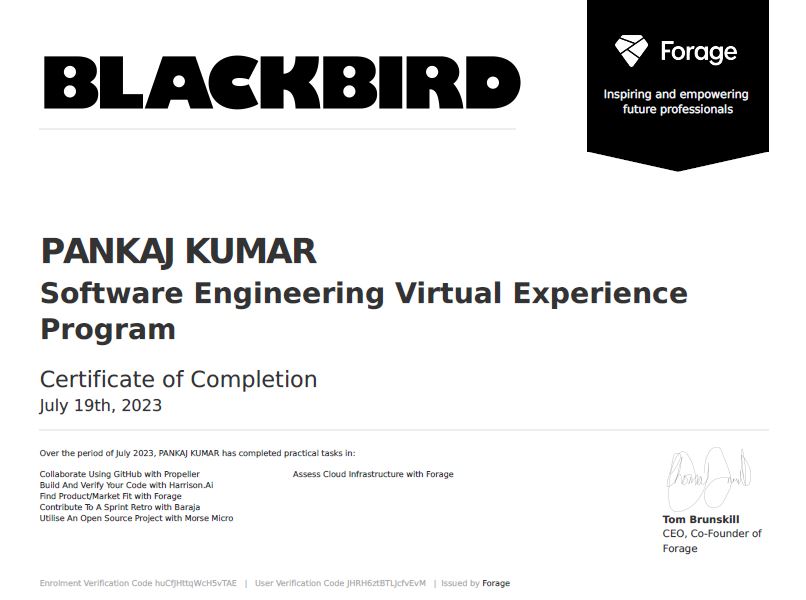 BLACKBIRD
Forage
Inspiring and empowering
future professionals
PANKAJ KUMAR
Software Engineering Virtual Experience
Program
Certificate of Completion
July 19th, 2023
Over the period of July 2023, PANKAJ KUMAR has completed practical tasks in:
Collaborate Using GitHub with Propeller
Build And Verify Your Code with Harrison.Ai
Find Product/Market Fit with Forage
Contribute To A Sprint Retro with Baraja
Utilise An Open Source Project with Morse Micro
Assess Cloud Infrastructure with Forage
Tom Brunskill
CEO, Co-Founder of
Forage
Enrolment Verification Code huCfJHttqWcH5vTAE | User Verification Code JHRH6ztBTLJcfvEvM | Issued by Forage